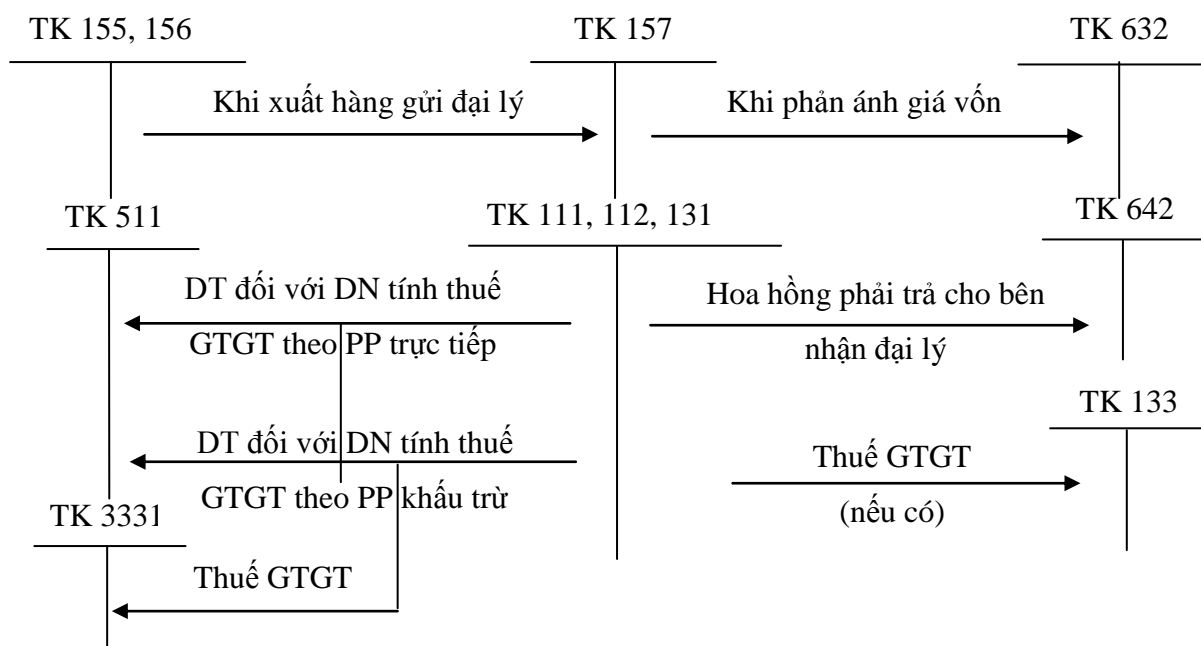 TK 155, 156
TK 157
TK 632
Khi xuất hàng gửi đại lý
Khi phản ánh giá vốn
TK 511
TK 111, 112, 131
TK 642
DT đối với DN tính thuế
GTGT theo PP trực tiếp
Hoa hồng phải trả cho bên
nhận đại lý
TK 133
DT đối với DN tính thuế
GTGT theo PP khấu trừ
Thuế GTGT
(nếu có)
TK 3331
Thuế GTGT